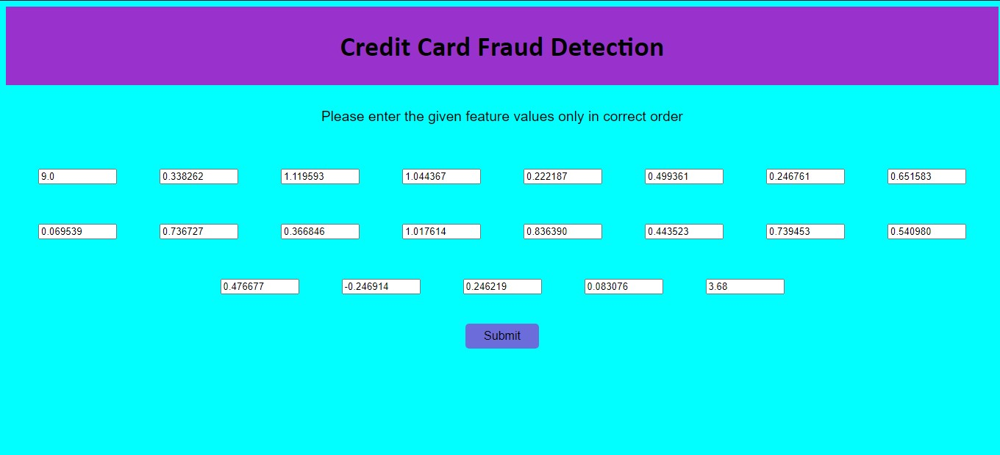 Credit Card Fraud Detection
Please enter the given feature values only in correct order
9.0 0.338262 1.119593 1.044367 0.222187 0.499361 0.246761 0.651583
0.069539 0.736727 0.366846 1.017614 0.836390 0.443523 0.739453 0.540980
0.476677 -0.246914 0.246219 0.083076 3.68
Submit